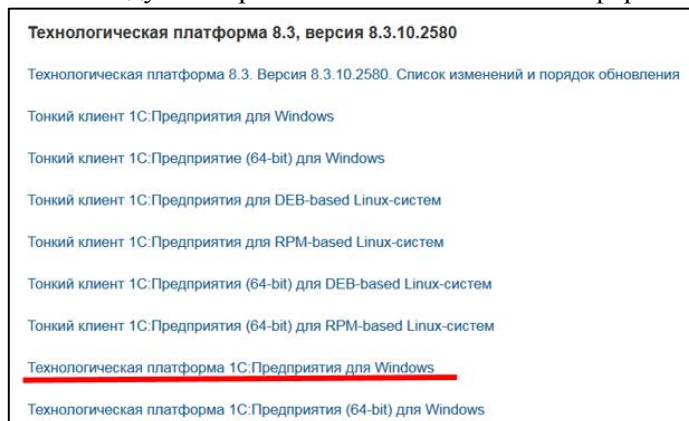 Технологическая платформа 8.3, версия 8.3.10.2580
Технологическая платформа 8.3. Версия 8.3.10.2580. Список изменений и порядок обновления
Тонкий клиент 1С:Предприятия для Windows
Тонкий клиент 1С:Предприятие (64-bit) для Windows
Тонкий клиент 1С:Предприятия для DEB-based Linux-систем
Тонкий клиент 1С:Предприятия для RPM-based Linux-систем
Тонкий клиент 1С:Предприятия (64-bit) для DEB-based Linux-систем
Тонкий клиент 1С:Предприятия (64-bit) для RPM-based Linux-систем
Технологическая платформа 1С:Предприятия для Windows
Технологическая платформа 1С:Предприятия (64-bit) для Windows